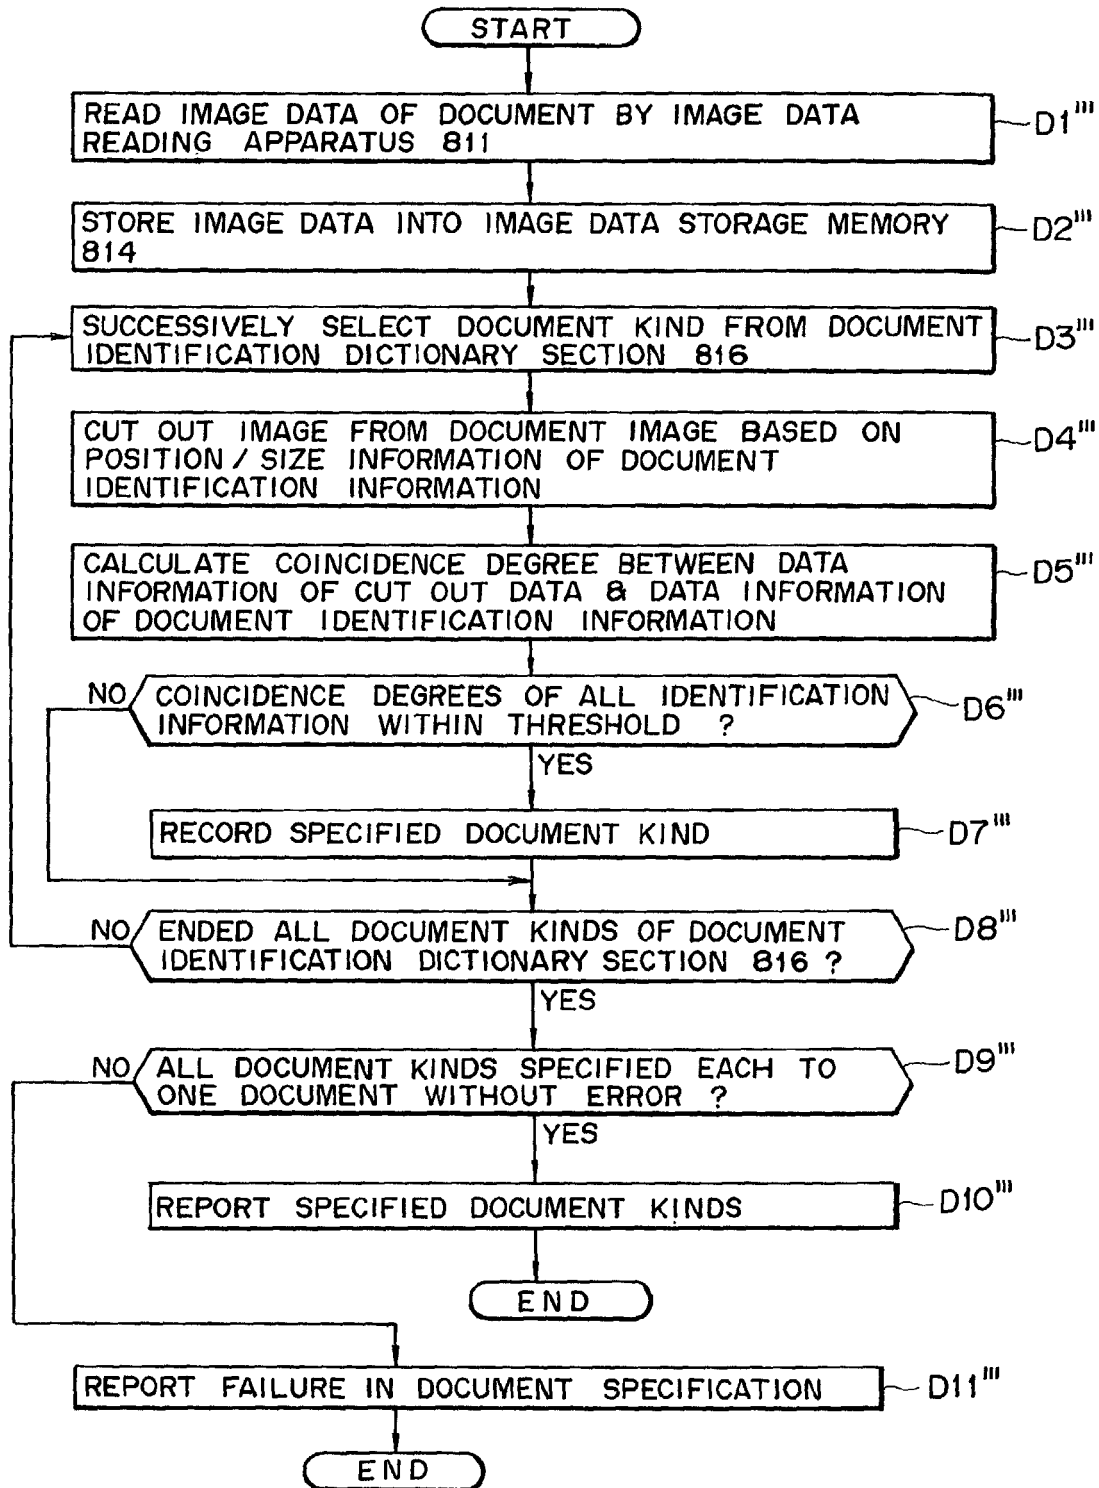 START
READ IMAGE DATA OF DOCUMENT BY IMAGE DATA
READING APPARATUS 811
D1'''
STORE IMAGE DATA INTO IMAGE DATA STORAGE MEMORY
814
D2'''
SUCCESSIVELY SELECT DOCUMENT KIND FROM DOCUMENT
IDENTIFICATION DICTIONARY SECTION 816
D3'''
CUT OUT IMAGE FROM DOCUMENT IMAGE BASED ON
POSITION / SIZE INFORMATION OF DOCUMENT
IDENTIFICATION INFORMATION
D4'''
CALCULATE COINCIDENCE DEGREE BETWEEN DATA
INFORMATION OF CUT OUT DATA & DATA INFORMATION
OF DOCUMENT IDENTIFICATION INFORMATION
D5'''
NO
COINCIDENCE DEGREES OF ALL IDENTIFICATION
INFORMATION WITHIN THRESHOLD ?
D6'''
YES
RECORD SPECIFIED DOCUMENT KIND
D7'''
NO
ENDED ALL DOCUMENT KINDS OF DOCUMENT
IDENTIFICATION DICTIONARY SECTION 816 ?
D8'''
YES
NO
ALL DOCUMENT KINDS SPECIFIED EACH TO
ONE DOCUMENT WITHOUT ERROR ?
D9'''
YES
REPORT SPECIFIED DOCUMENT KINDS
D10'''
END
REPORT FAILURE IN DOCUMENT SPECIFICATION
D11'''
END